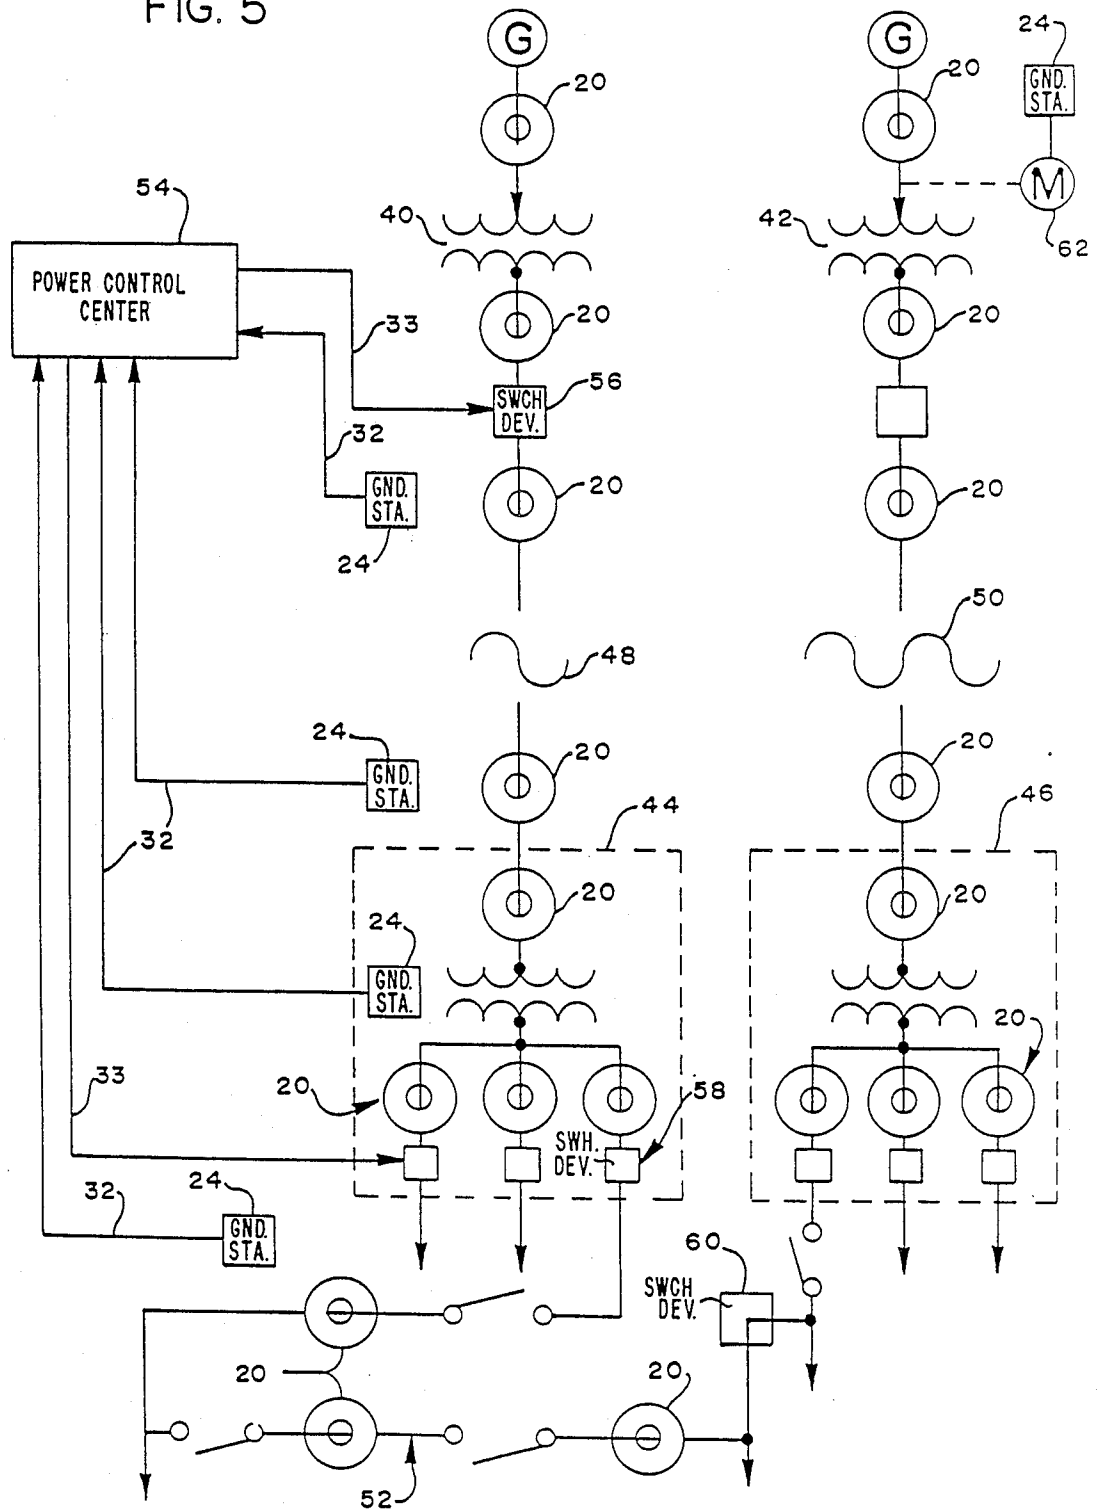 FIG. 5
G
G
24
20
20
GND.
STA.
54
M
40
42
62
POWER CONTROL
CENTER
20
20
33
56
SWCH
DEV.
32
GND.
STA.
20
20
24
50
48
24
20
20
GND.
STA.
44
46
32
20
20
24
GND.
STA.
20
33
20
58
SWH.
DEV.
32
24
GND.
STA.
60
SWCH
DEV.
20
20
52